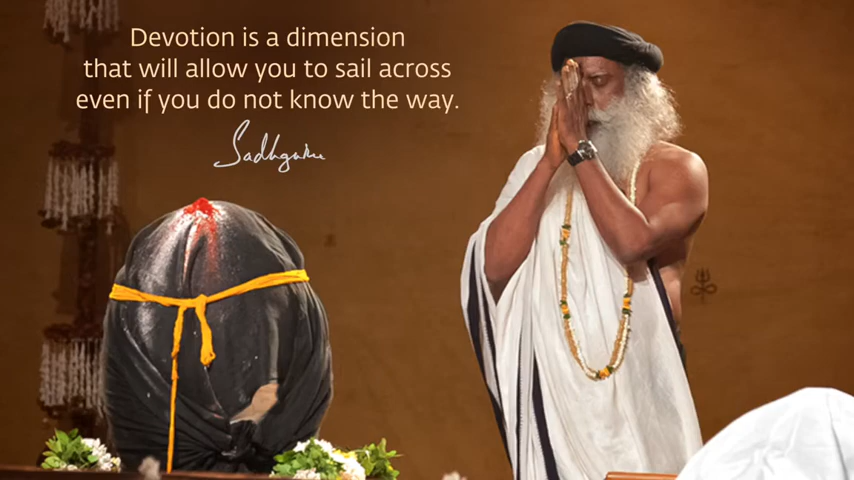 Devotion is a dimension
that will allow you to sail across
even if you do not know the way.
Sadhguru